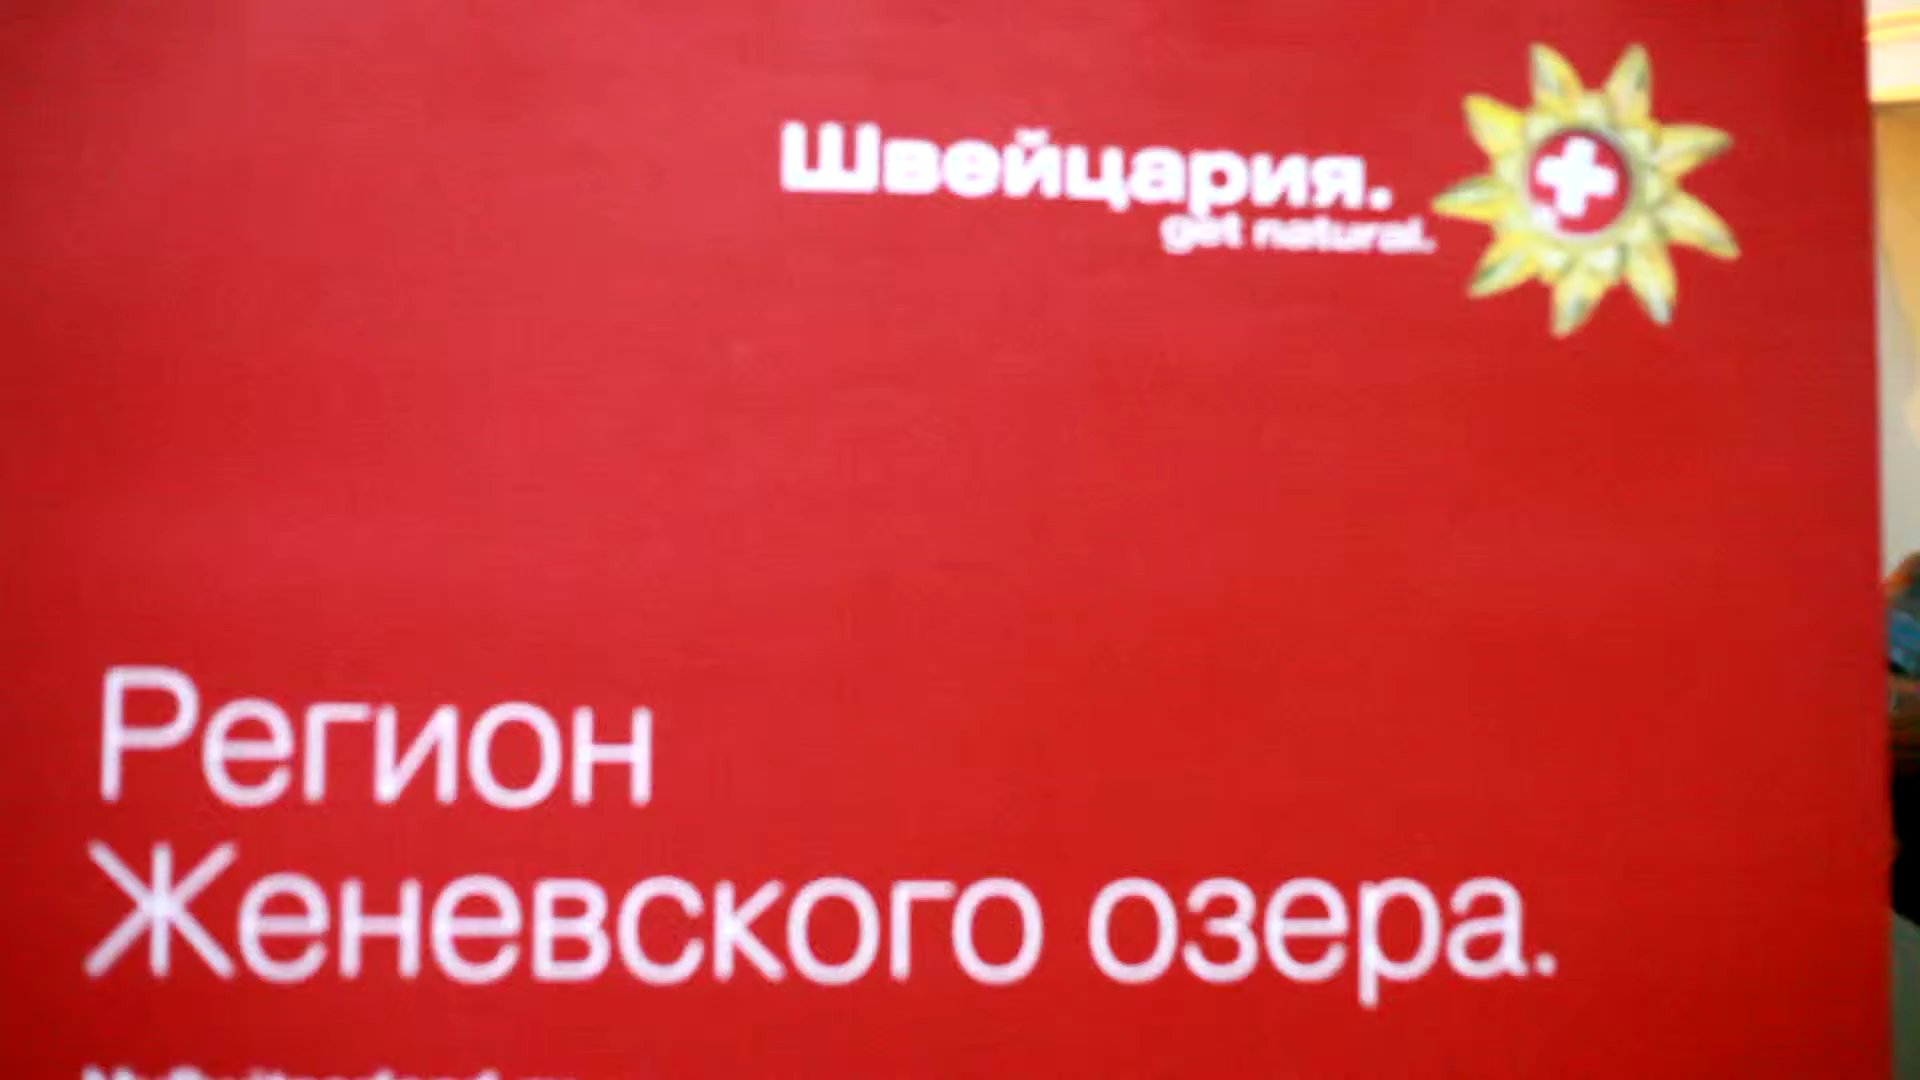 Швейцария.
get natural.
Регион
Женевского озера.